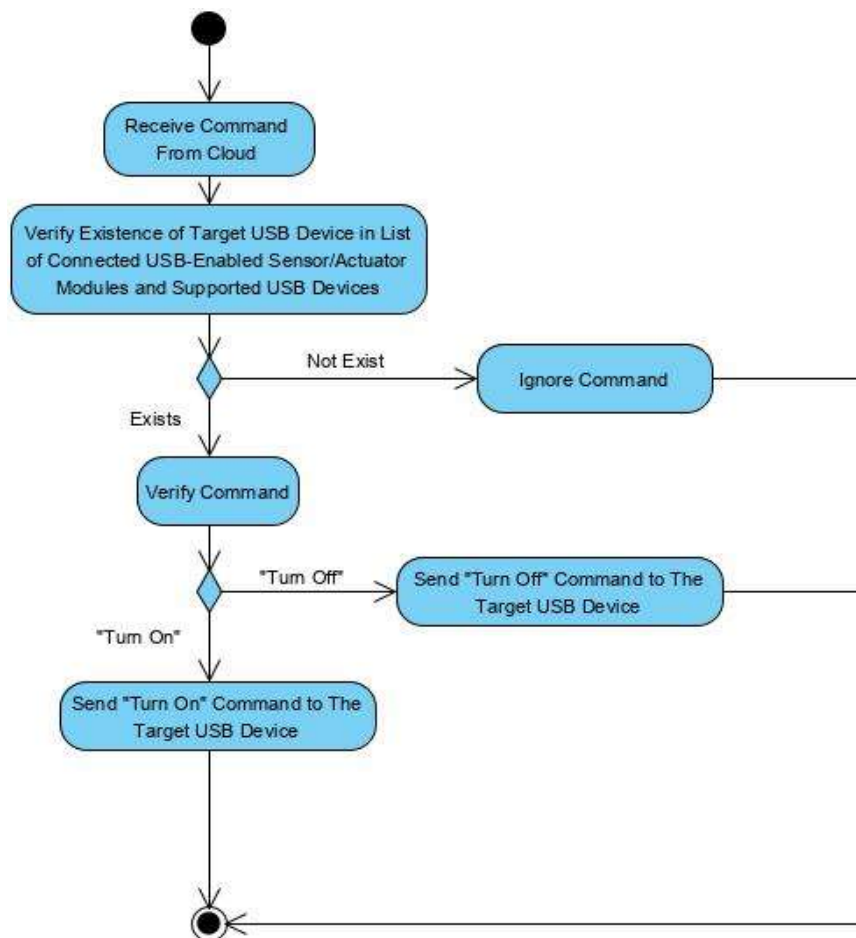 Receive Command
From Cloud
Verify Existence of Target USB Device in List
of Connected USB-Enabled Sensor/Actuator
Modules and Supported USB Devices
Not Exist
Ignore Command
Exists
Verify Command
"Turn Off"
Send "Turn Off" Command to The
Target USB Device
"Turn On"
Send "Turn On" Command to The
Target USB Device